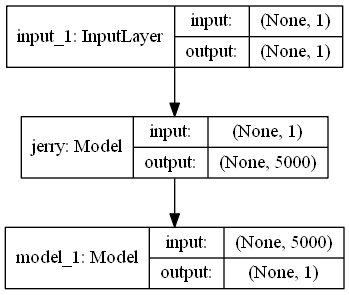 input_1: InputLayer
input: (None, 1)
output: (None, 1)
jerry: Model
input: (None, 1)
output: (None, 5000)
model_1: Model
input: (None, 5000)
output: (None, 1)